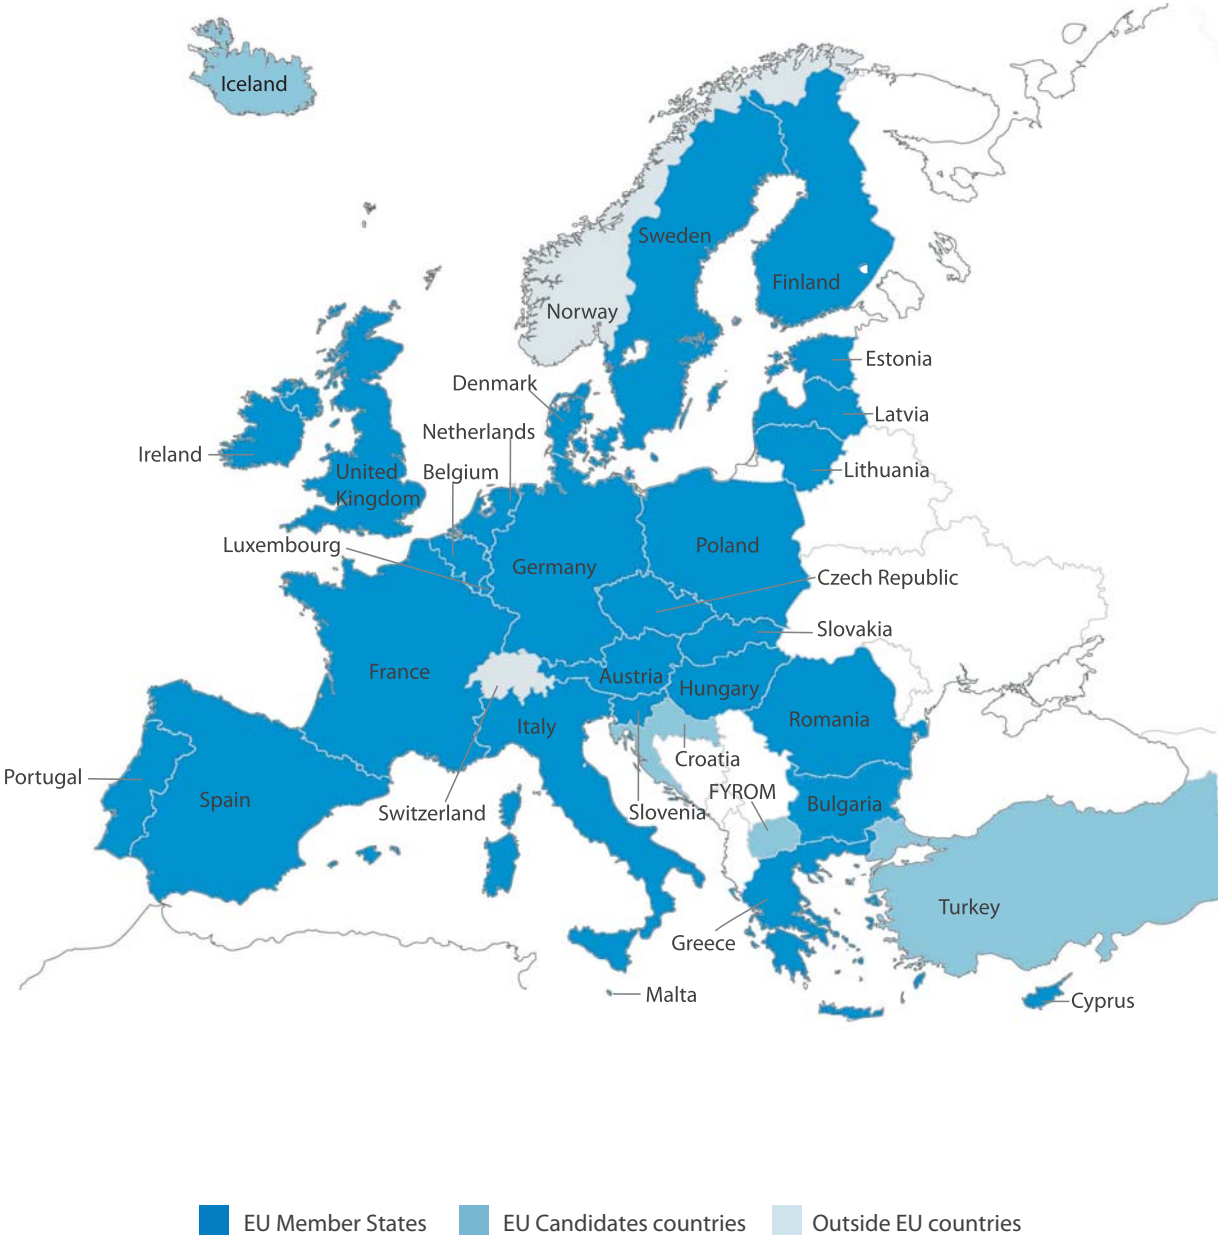 Iceland
Sweden
Finland
Norway
Estonia
Denmark
Latvia
Netherlands
Ireland
Belgium
United
Kingdom
Lithuania
Luxembourg
Poland
Germany
Czech Republic
Slovakia
France
Austria
Hungary
Italy
Romania
Croatia
Portugal
FYROM
Spain
Bulgaria
Switzerland
Slovenia
Turkey
Greece
Malta
Cyprus
EU Member States
EU Candidates countries
Outside EU countries